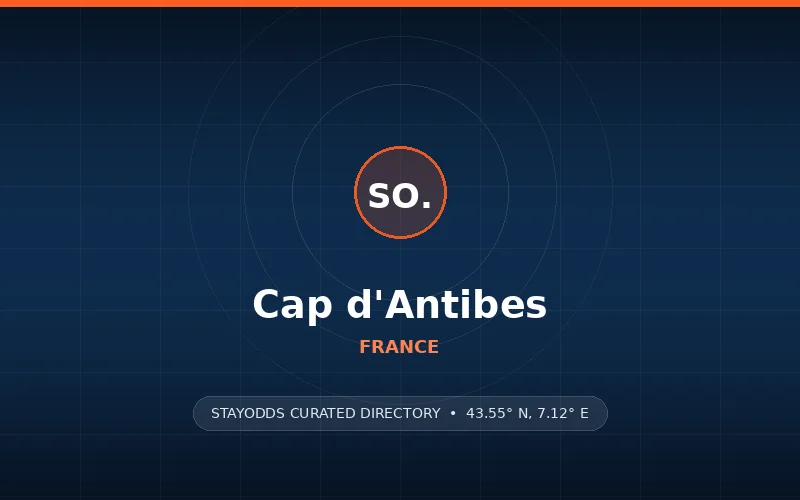 SO.
Cap d'Antibes
FRANCE
STAYODDS CURATED DIRECTORY • 43.55° N, 7.12° E